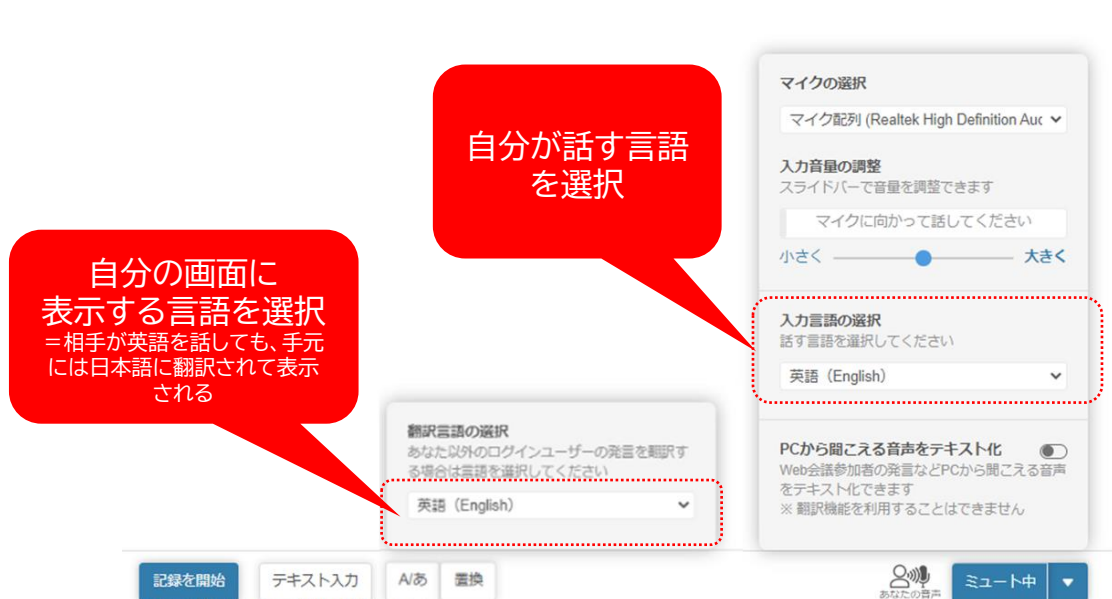 マイクの選択
マイク配列 (Realtek High Definition Auc
入力音量の調整
スライドバーで音量を調整できます
マイクに向かって話してください
小さく
大きく
自分が話す言語
を選択
入力言語の選択
話す言語を選択してください
英語（English）
自分の画面に
表示する言語を選択
＝相手が英語を話しても、手元
には日本語に翻訳されて表示
される
翻訳言語の選択
あなた以外のログインユーザーの発言を翻訳す
る場合は言語を選択してください
英語（English）
PCから聞こえる音声をテキスト化
Web会議参加者の発言などPCから聞こえる音声
をテキスト化できます
※ 翻訳機能を利用することはできません
記録を開始
テキスト入力
A/あ
置換
あなたの音声
ミュート中